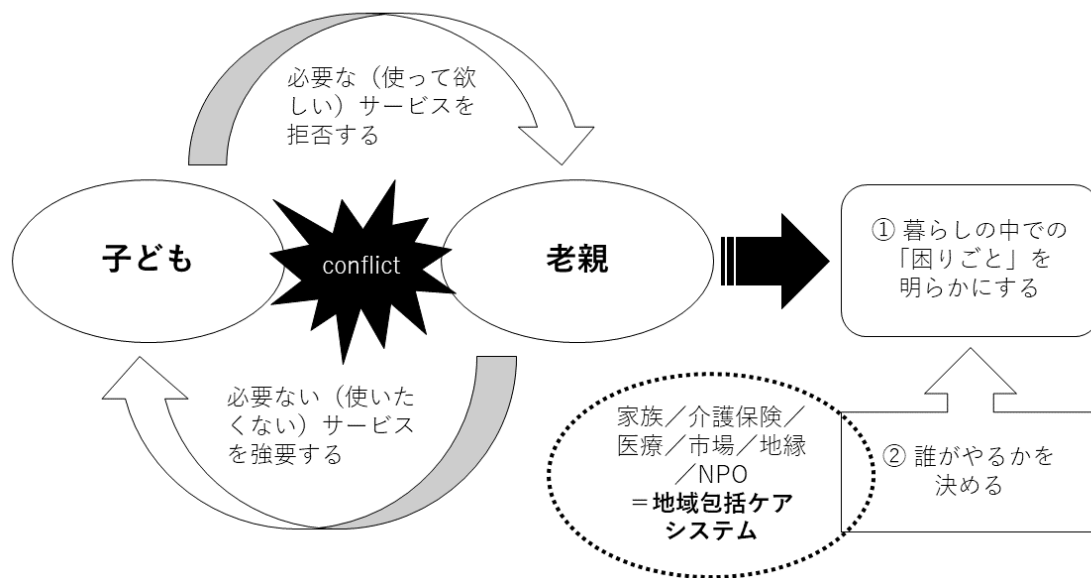 必要な（使って欲
しい）サービスを
拒否する
子ども
conflict
老親
① 暮らしの中での
「困りごと」を
明らかにする
必要ない（使いた
くない）サービス
を強要する
家族／介護保険／
医療／市場／地縁
／NPO
＝地域包括ケア
システム
② 誰がやるかを
決める